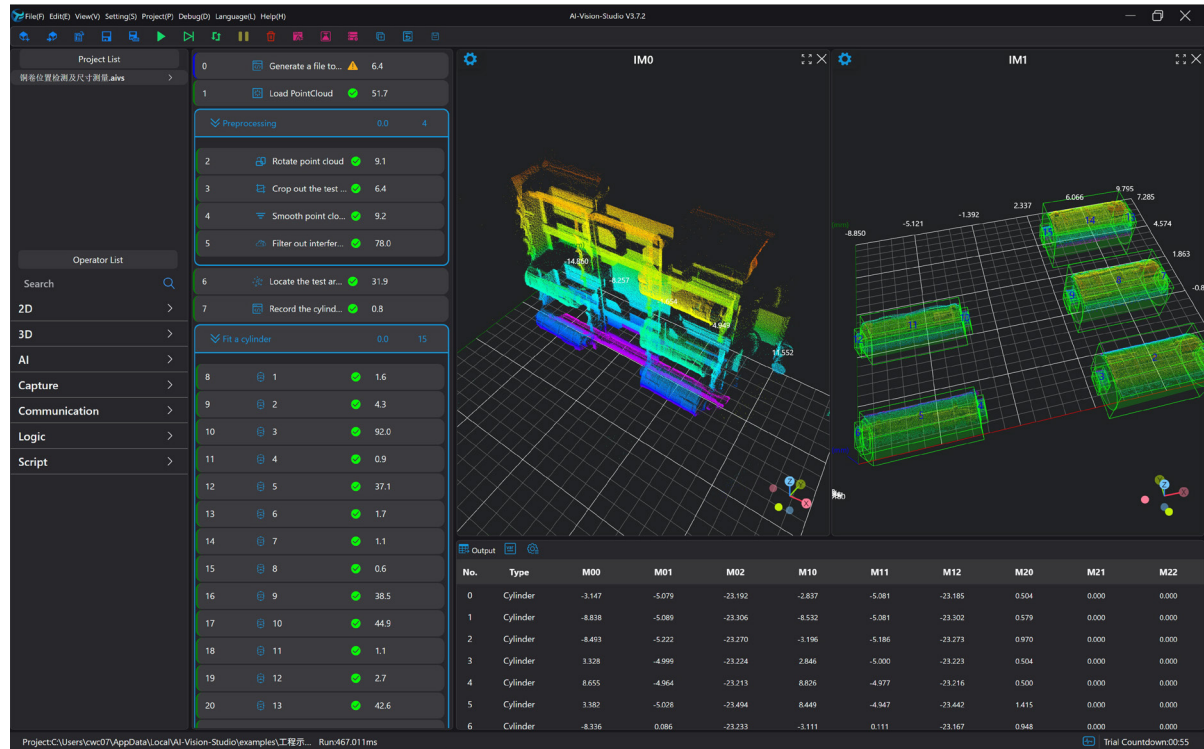 File(F) Edit(E) View(V) Setting(S) Project(P) Debug(D) Language(L) Help(H)
AI-Vision-Studio V3.7.2
Project List
钢卷位置检测及尺寸测量.aivs
Operator List
Search
2D
3D
AI
Capture
Communication
Logic
Script
0 Generate a file to... 6.4
1 Load PointCloud 51.7
Preprocessing 0.0 4
2 Rotate point cloud 9.1
3 Crop out the test ... 6.4
4 Smooth point clo... 9.2
5 Filter out interfer... 78.0
6 Locate the test ar... 31.9
7 Record the cylind... 0.8
Fit a cylinder 0.0 15
8 1 1.6
9 2 4.3
10 3 92.0
11 4 0.9
12 5 37.1
13 6 1.7
14 7 1.1
15 8 0.6
16 9 38.5
17 10 44.9
18 11 1.1
19 12 2.7
20 13 42.6
IM0
-14.860
-8.257
4.949
11.552
Z
Y
X
IM1
-8.850
-5.121
-1.392
2.337
6.066
9.795
7.285
4.574
1.863
-0.8
14
11
Z
Y
X
Output
No. Type M00 M01 M02 M10 M11 M12 M20 M21 M22
0 Cylinder -3.147 -5.079 -23.192 -2.837 -5.081 -23.185 0.504 0.000 0.000
1 Cylinder -8.838 -5.089 -23.306 -8.532 -5.081 -23.302 0.579 0.000 0.000
2 Cylinder -8.493 -5.222 -23.270 -3.196 -5.186 -23.273 0.970 0.000 0.000
3 Cylinder 3.328 -4.999 -23.224 2.846 -5.000 -23.223 0.504 0.000 0.000
4 Cylinder 8.655 -4.964 -23.213 8.826 -4.977 -23.216 0.500 0.000 0.000
5 Cylinder 3.382 -5.028 -23.494 8.449 -4.947 -23.442 1.415 0.000 0.000
6 Cylinder -8.336 0.086 -23.233 -3.111 0.111 -23.167 0.948 0.000 0.000
Project:C:\Users\cwc07\AppData\Local\AI-Vision-Studio\examples\工程示... Run:467.011ms
Trial Countdown:00:55